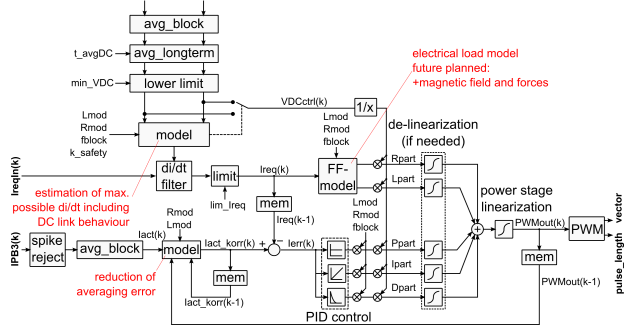 avg_block
t_avgDC
avg_longterm
min_VDC
lower limit
electrical load model
future planned:
+magnetic field and forces
VDCctrl(k)
1/x
Lmod
Rmod
fblock
k_safety
model
Lmod
Rmod
fblock
de-linearization
(if needed)
IreqIn(k)
di/dt
filter
limit
Ireq(k)
FF-
model
Rpart
Lpart
lim_Ireq
mem
Ireq(k-1)
estimation of max.
possible di/dt including
DC link behaviour
Lmod
Rmod
fblock
power stage
linearization
IPB3(k)
spike
reject
avg_block
Iact(k)
Rmod
Lmod
model
Iact_korr(k)
+
-
Ierr(k)
Ppart
Ipart
Dpart
+
PWMout(k)
PWM
vector
pulse_length
mem
Iact_korr(k-1)
mem
PWMout(k-1)
reduction of
averaging error
PID control